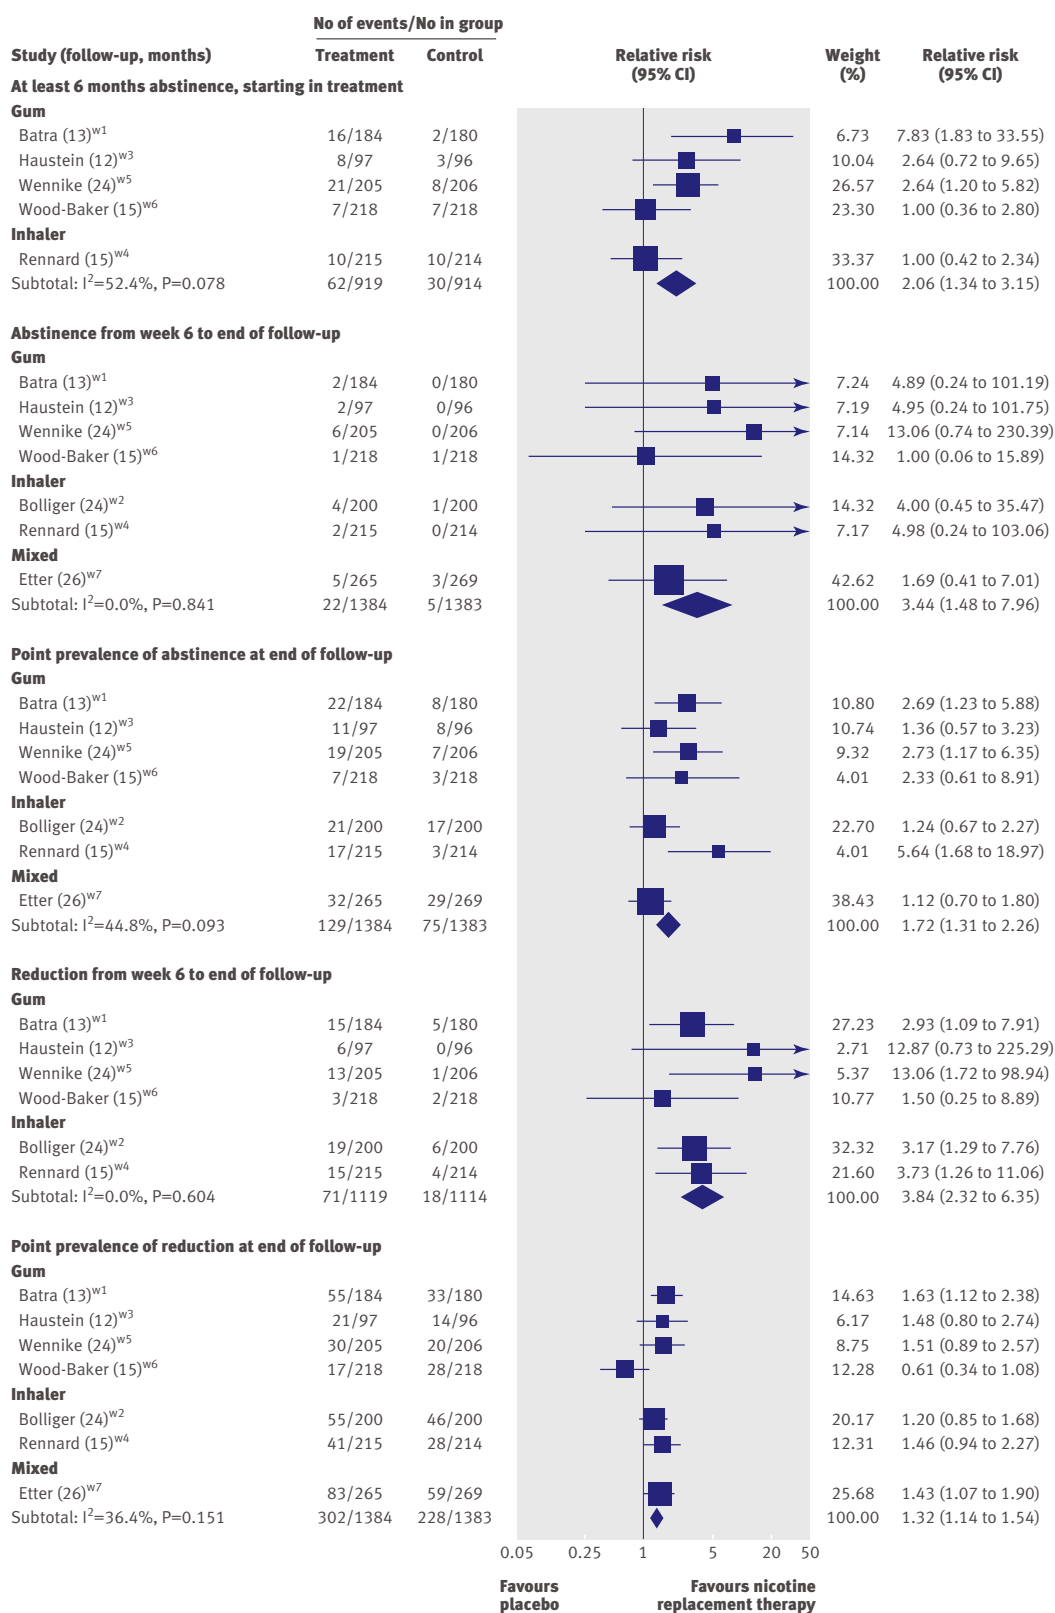 No of events/No in group
Study (follow-up, months) Treatment Control Relative risk (95% CI) Weight (%) Relative risk (95% CI)
At least 6 months abstinence, starting in treatment
Gum
Batra (13)w1 16/184 2/180 6.73 7.83 (1.83 to 33.55)
Haustein (12)w3 8/97 3/96 10.04 2.64 (0.72 to 9.65)
Wennike (24)w5 21/205 8/206 26.57 2.64 (1.20 to 5.82)
Wood-Baker (15)w6 7/218 7/218 23.30 1.00 (0.36 to 2.80)
Inhaler
Rennard (15)w4 10/215 10/214 33.37 1.00 (0.42 to 2.34)
Subtotal: I2=52.4%, P=0.078 62/919 30/914 100.00 2.06 (1.34 to 3.15)
Abstinence from week 6 to end of follow-up
Gum
Batra (13)w1 2/184 0/180 7.24 4.89 (0.24 to 101.19)
Haustein (12)w3 2/97 0/96 7.19 4.95 (0.24 to 101.75)
Wennike (24)w5 6/205 0/206 7.14 13.06 (0.74 to 230.39)
Wood-Baker (15)w6 1/218 1/218 14.32 1.00 (0.06 to 15.89)
Inhaler
Bolliger (24)w2 4/200 1/200 14.32 4.00 (0.45 to 35.47)
Rennard (15)w4 2/215 0/214 7.17 4.98 (0.24 to 103.06)
Mixed
Etter (26)w7 5/265 3/269 42.62 1.69 (0.41 to 7.01)
Subtotal: I2=0.0%, P=0.841 22/1384 5/1383 100.00 3.44 (1.48 to 7.96)
Point prevalence of abstinence at end of follow-up
Gum
Batra (13)w1 22/184 8/180 10.80 2.69 (1.23 to 5.88)
Haustein (12)w3 11/97 8/96 10.74 1.36 (0.57 to 3.23)
Wennike (24)w5 19/205 7/206 9.32 2.73 (1.17 to 6.35)
Wood-Baker (15)w6 7/218 3/218 4.01 2.33 (0.61 to 8.91)
Inhaler
Bolliger (24)w2 21/200 17/200 22.70 1.24 (0.67 to 2.27)
Rennard (15)w4 17/215 3/214 4.01 5.64 (1.68 to 18.97)
Mixed
Etter (26)w7 32/265 29/269 38.43 1.12 (0.70 to 1.80)
Subtotal: I2=44.8%, P=0.093 129/1384 75/1383 100.00 1.72 (1.31 to 2.26)
Reduction from week 6 to end of follow-up
Gum
Batra (13)w1 15/184 5/180 27.23 2.93 (1.09 to 7.91)
Haustein (12)w3 6/97 0/96 2.71 12.87 (0.73 to 225.29)
Wennike (24)w5 13/205 1/206 5.37 13.06 (1.72 to 98.94)
Wood-Baker (15)w6 3/218 2/218 10.77 1.50 (0.25 to 8.89)
Inhaler
Bolliger (24)w2 19/200 6/200 32.32 3.17 (1.29 to 7.76)
Rennard (15)w4 15/215 4/214 21.60 3.73 (1.26 to 11.06)
Subtotal: I2=0.0%, P=0.604 71/1119 18/1114 100.00 3.84 (2.32 to 6.35)
Point prevalence of reduction at end of follow-up
Gum
Batra (13)w1 55/184 33/180 14.63 1.63 (1.12 to 2.38)
Haustein (12)w3 21/97 14/96 6.17 1.48 (0.80 to 2.74)
Wennike (24)w5 30/205 20/206 8.75 1.51 (0.89 to 2.57)
Wood-Baker (15)w6 17/218 28/218 12.28 0.61 (0.34 to 1.08)
Inhaler
Bolliger (24)w2 55/200 46/200 20.17 1.20 (0.85 to 1.68)
Rennard (15)w4 41/215 28/214 12.31 1.46 (0.94 to 2.27)
Mixed
Etter (26)w7 83/265 59/269 25.68 1.43 (1.07 to 1.90)
Subtotal: I2=36.4%, P=0.151 302/1384 228/1383 100.00 1.32 (1.14 to 1.54)
0.05 0.25 1 5 20 50
Favours placebo Favours nicotine replacement therapy